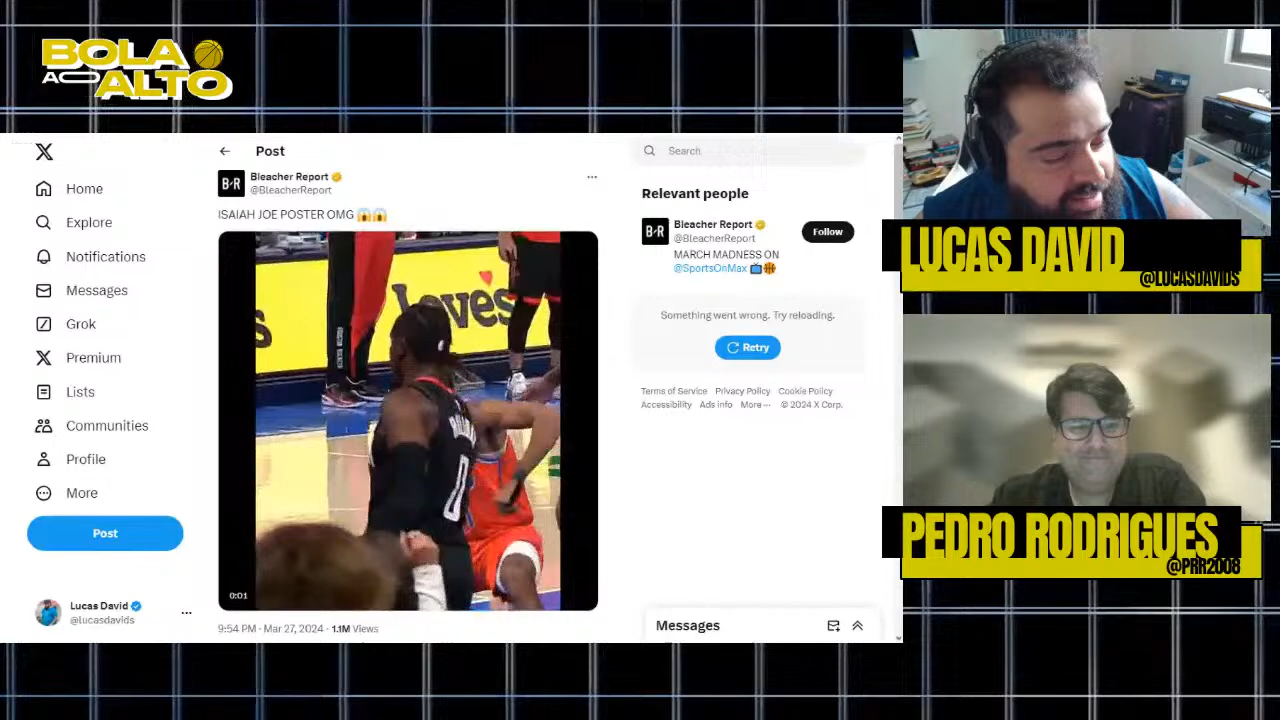 BOLA
AO
ALTO
X
Home
Explore
Notifications
Messages
Grok
Premium
Lists
Communities
Profile
More
Post
Lucas David
@lucasdavids
Post
B/R
Bleacher Report
@BleacherReport
ISAIAH JOE POSTER OMG 😱😱
Loves
0
0:01
9:54 PM · Mar 27, 2024 · 1.1M Views
Search
Relevant people
B/R
Bleacher Report
@BleacherReport
Follow
MARCH MADNESS ON
@SportsOnMax 📺🏀
Something went wrong. Try reloading.
Retry
Terms of Service Privacy Policy Cookie Policy
Accessibility Ads info More ··· © 2024 X Corp.
Messages
LUCAS DAVID
@LUCASDAVIDS
PEDRO RODRIGUES
@PRR2008